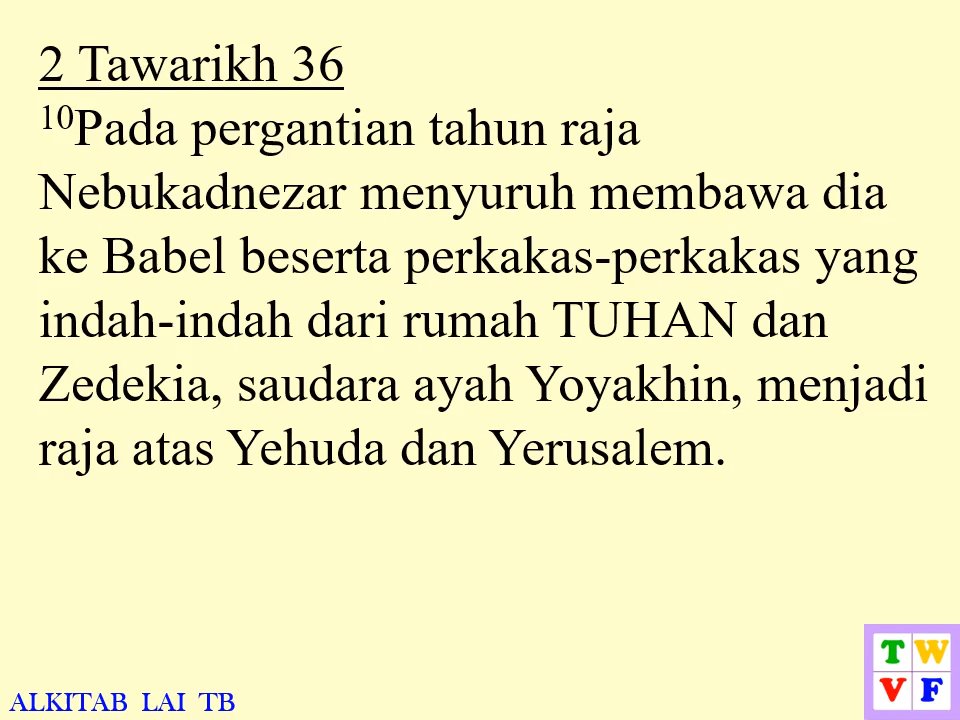 2 Tawarikh 36
10Pada pergantian tahun raja
Nebukadnezar menyuruh membawa dia
ke Babel beserta perkakas-perkakas yang
indah-indah dari rumah TUHAN dan
Zedekia, saudara ayah Yoyakhin, menjadi
raja atas Yehuda dan Yerusalem.
ALKITAB LAI TB
T W
V F